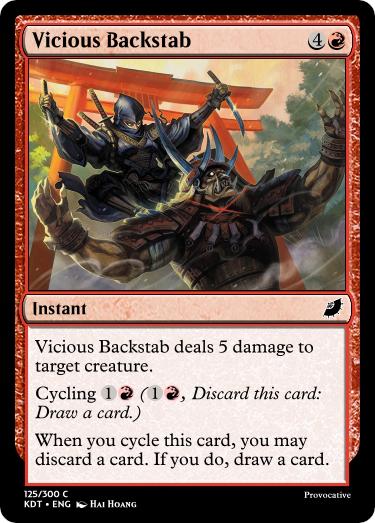 Vicious Backstab 4
Instant
Vicious Backstab deals 5 damage to
target creature.
Cycling 1 (1, Discard this card:
Draw a card.)
When you cycle this card, you may
discard a card. If you do, draw a card.
125/300 C
KDT • ENG Hai Hoang
Provocative